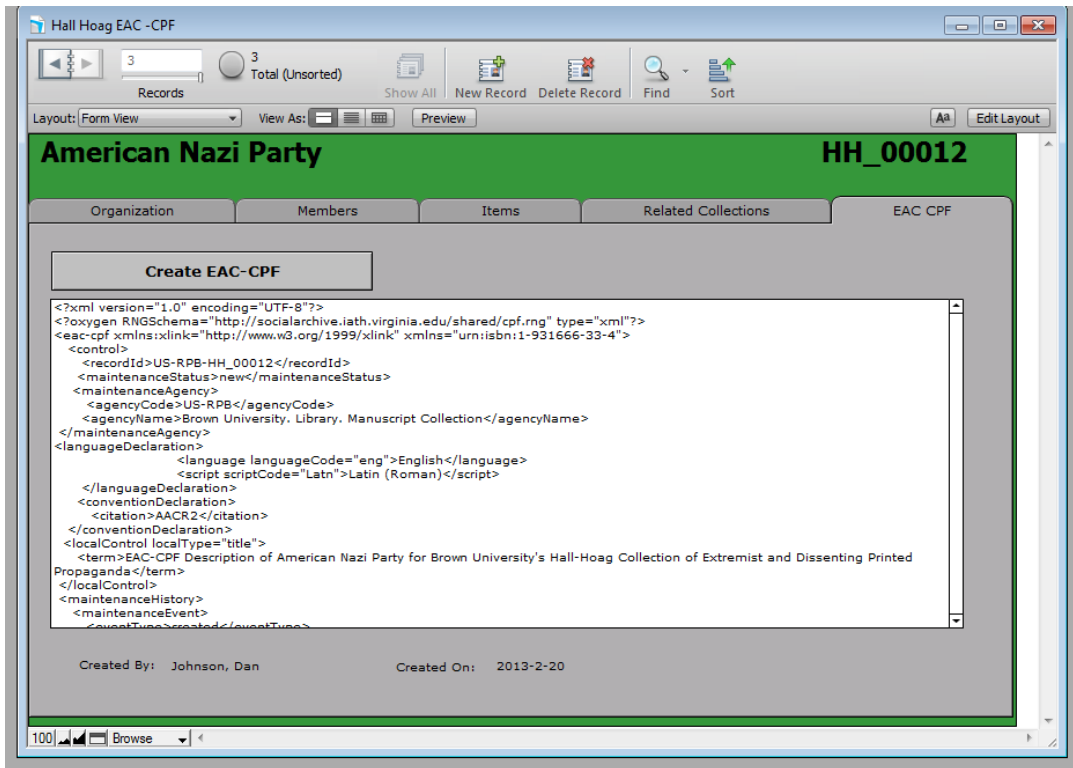 Hall Hoag EAC -CPF
3
3
Total (Unsorted)
Records
Show All
New Record
Delete Record
Find
Sort
Layout: Form View
View As:
Preview
Aa
Edit Layout
American Nazi Party
HH_00012
Organization
Members
Items
Related Collections
EAC CPF
Create EAC-CPF
<?xml version="1.0" encoding="UTF-8"?>
<?oxygen RNGSchema="http://socialarchive.iath.virginia.edu/shared/cpf.rng" type="xml"?>
<eac-cpf xmlns:xlink="http://www.w3.org/1999/xlink" xmlns="urn:isbn:1-931666-33-4">
<control>
<recordId>US-RPB-HH_00012</recordId>
<maintenanceStatus>new</maintenanceStatus>
<maintenanceAgency>
<agencyCode>US-RPB</agencyCode>
<agencyName>Brown University. Library. Manuscript Collection</agencyName>
</maintenanceAgency>
<languageDeclaration>
<language languageCode="eng">English</language>
<script scriptCode="Latn">Latin (Roman)</script>
</languageDeclaration>
<conventionDeclaration>
<citation>AACR2</citation>
</conventionDeclaration>
<localControl localType="title">
<term>EAC-CPF Description of American Nazi Party for Brown University's Hall-Hoag Collection of Extremist and Dissenting Printed
Propaganda</term>
</localControl>
<maintenanceHistory>
<maintenanceEvent>
<eventType>created</eventType>
Created By: Johnson, Dan
Created On: 2013-2-20
100
Browse